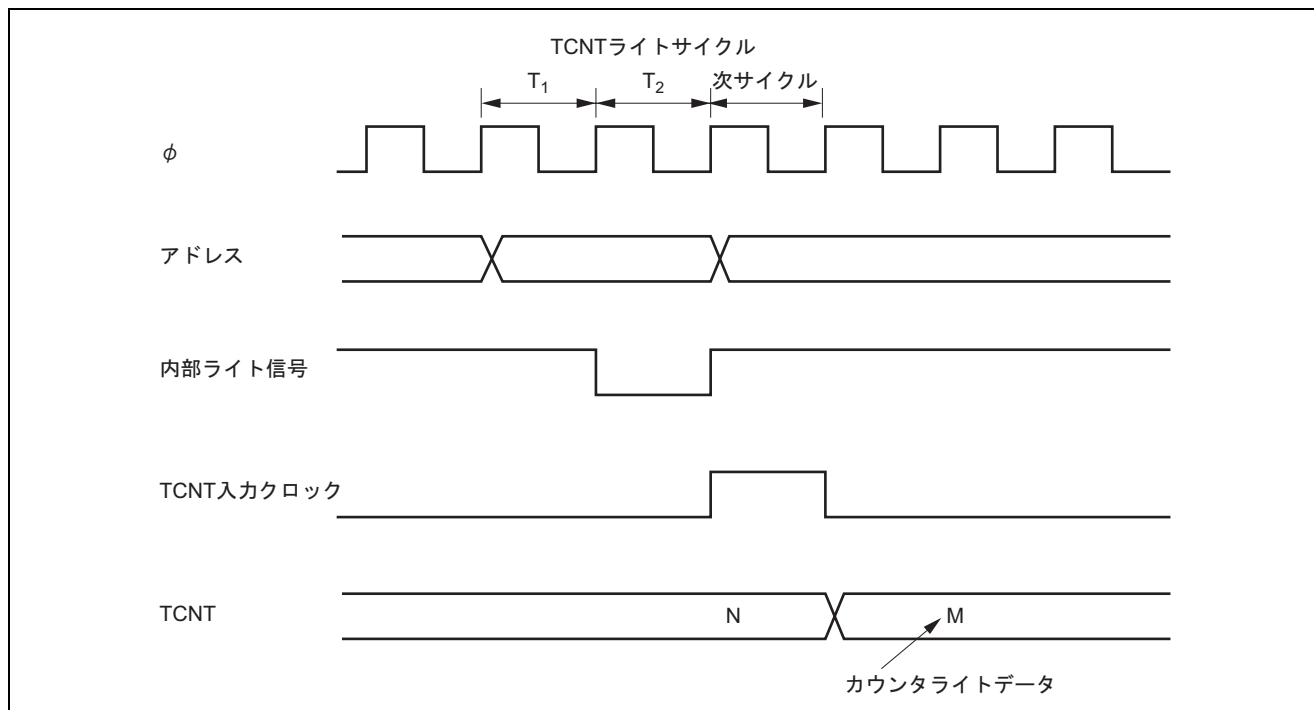 TCNTライトサイクル
T1 T2 次サイクル
φ
アドレス
内部ライト信号
TCNT入力クロック
TCNT N M
カウンタライトデータ